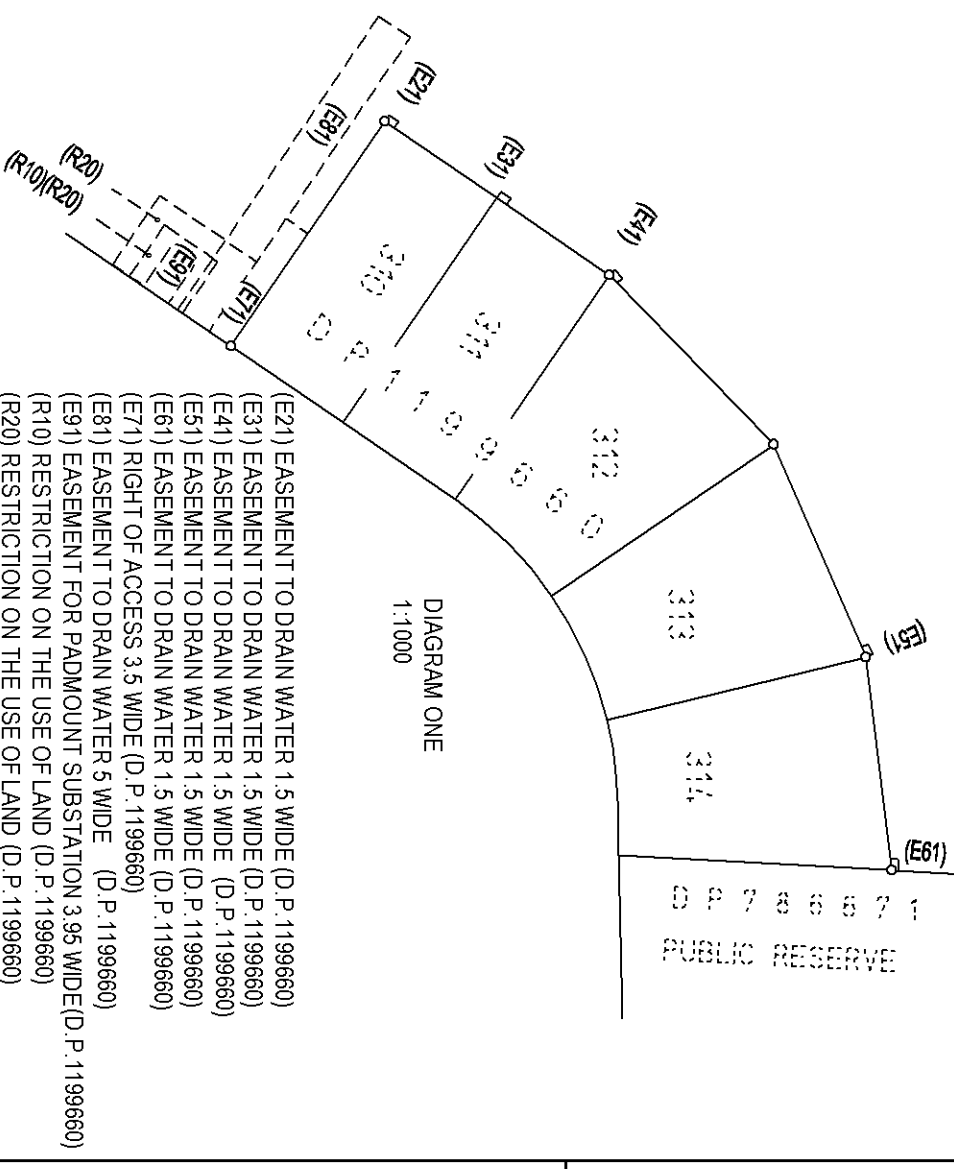 (E21)
(E31)
(E41)
(E51)
(E61)
(E81)
(E71)
(E91)
(R20)
(R10)(R20)
310
311
312
313
314
D P 1 1 9 9 6 6 0
D P 7 8 6 6 7 1
PUBLIC RESERVE
DIAGRAM ONE
1:1000
(E21) EASEMENT TO DRAIN WATER 1.5 WIDE (D.P.1199660)
(E31) EASEMENT TO DRAIN WATER 1.5 WIDE (D.P.1199660)
(E41) EASEMENT TO DRAIN WATER 1.5 WIDE (D.P.1199660)
(E51) EASEMENT TO DRAIN WATER 1.5 WIDE (D.P.1199660)
(E61) EASEMENT TO DRAIN WATER 1.5 WIDE (D.P.1199660)
(E71) RIGHT OF ACCESS 3.5 WIDE (D.P.1199660)
(E81) EASEMENT TO DRAIN WATER 5 WIDE (D.P.1199660)
(E91) EASEMENT FOR PADMOUNT SUBSTATION 3.95 WIDE(D.P.1199660)
(R10) RESTRICTION ON THE USE OF LAND (D.P.1199660)
(R20) RESTRICTION ON THE USE OF LAND (D.P.1199660)